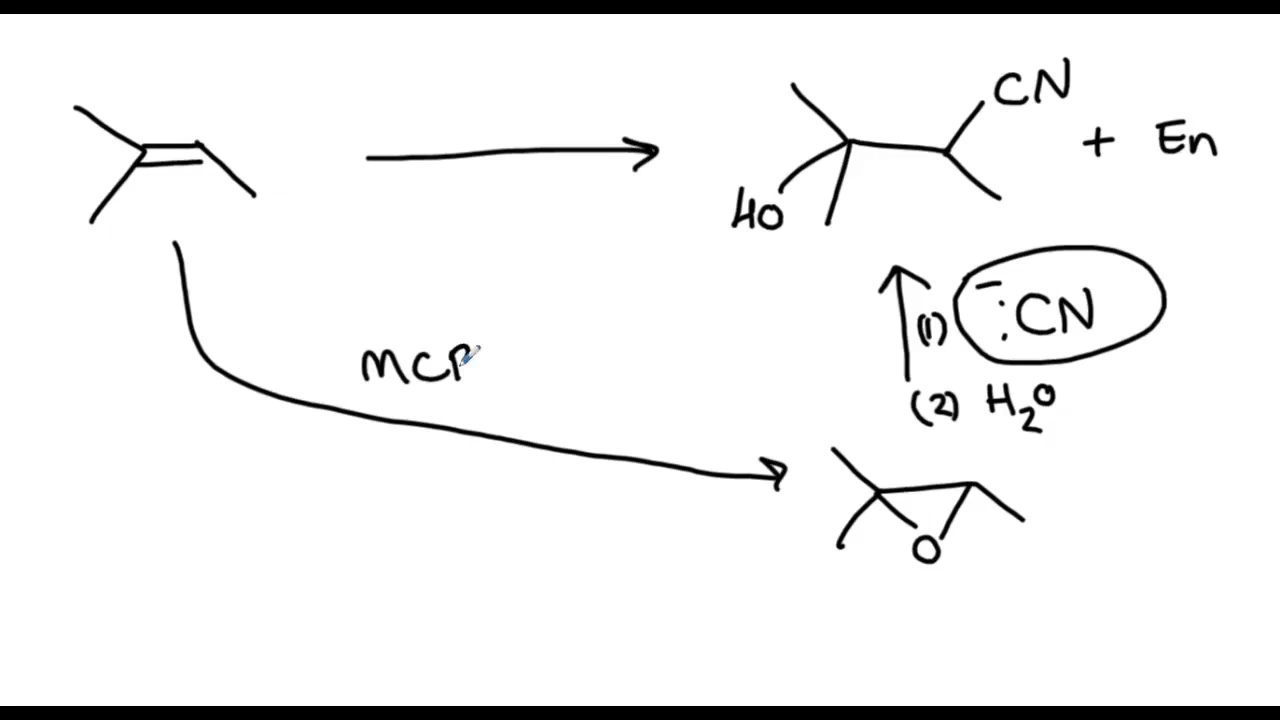 CN
+ En
HO
(1) ⁻:CN
(2) H₂O
MCP
O